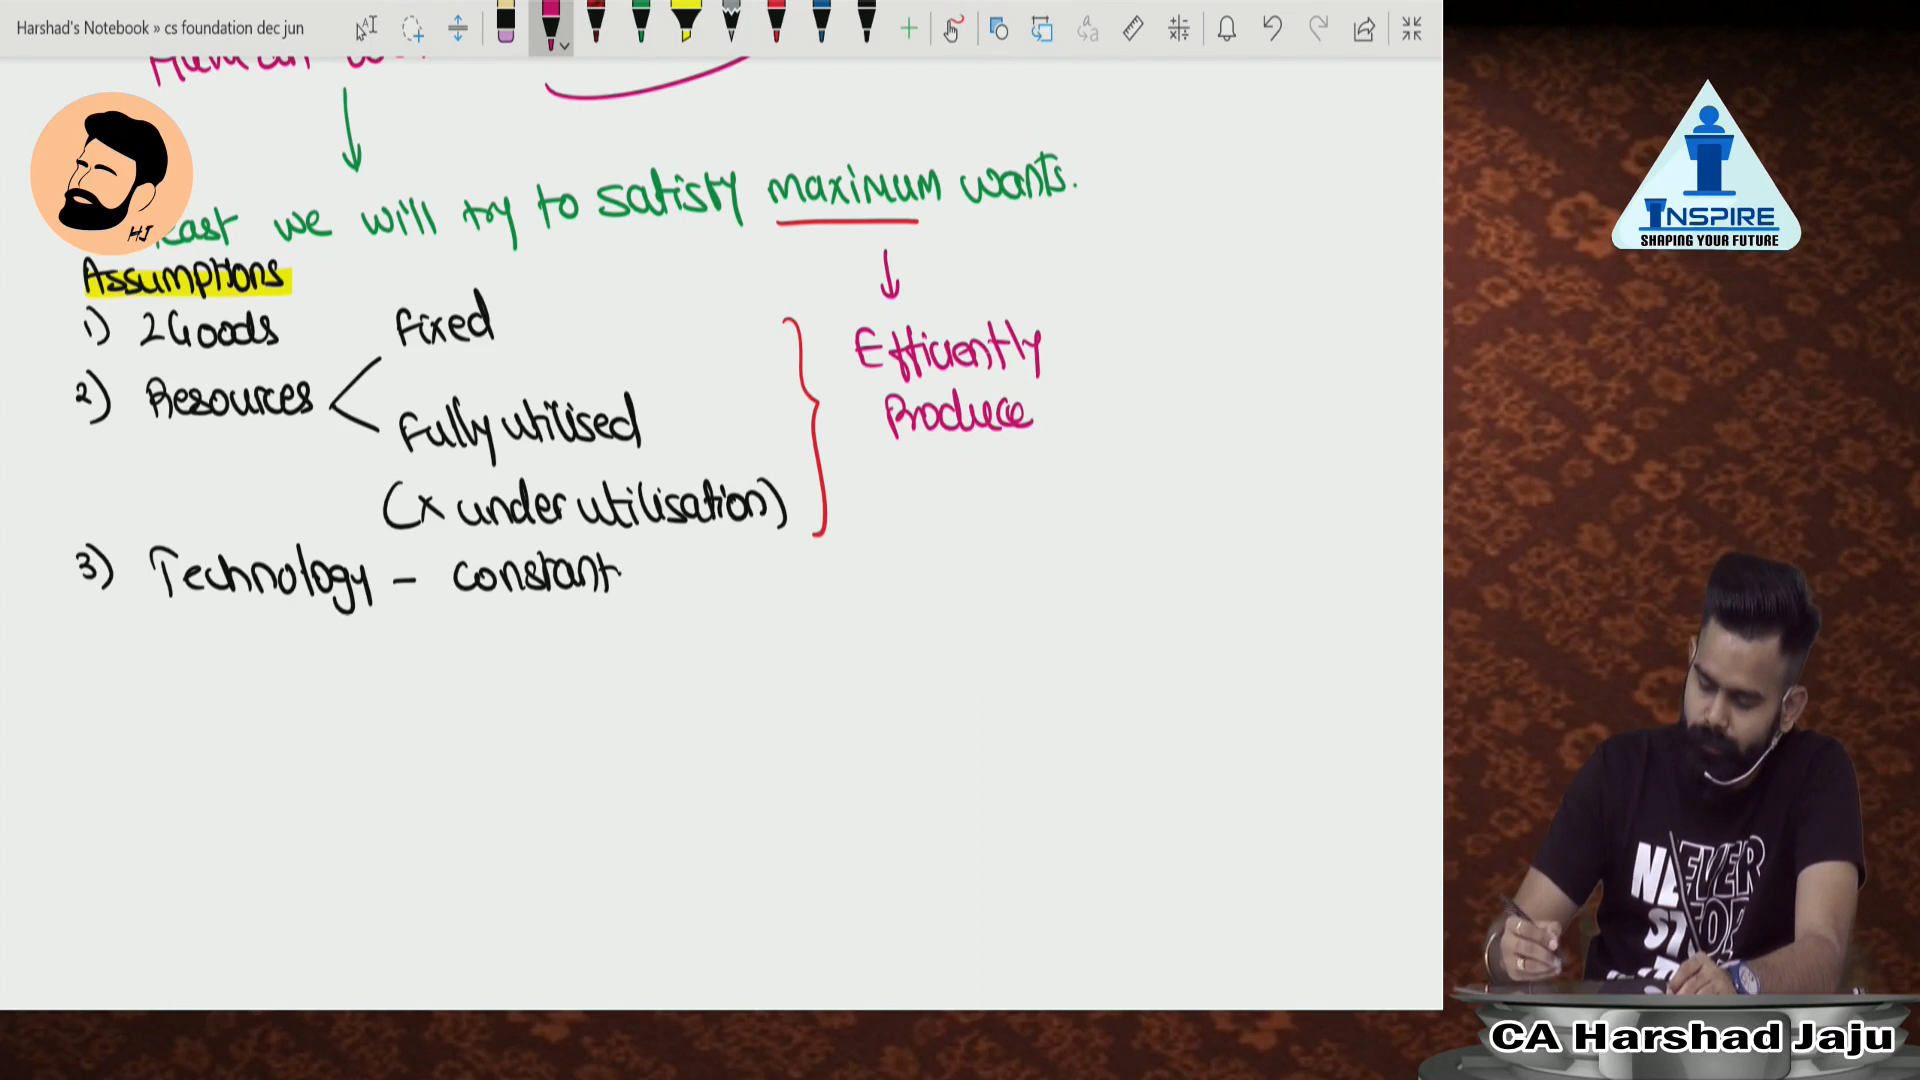 Harshad's Notebook » cs foundation dec jun
we will try to satisfy maximum wants.
HJ
Assumptions
1) 2 Goods
Fixed
2) Resources
Fully utilised
(x under utilisation)
Efficiently
Produce
3) Technology - constant
INSPIRE
SHAPING YOUR FUTURE
NEVER
STOP
CA Harshad Jaju